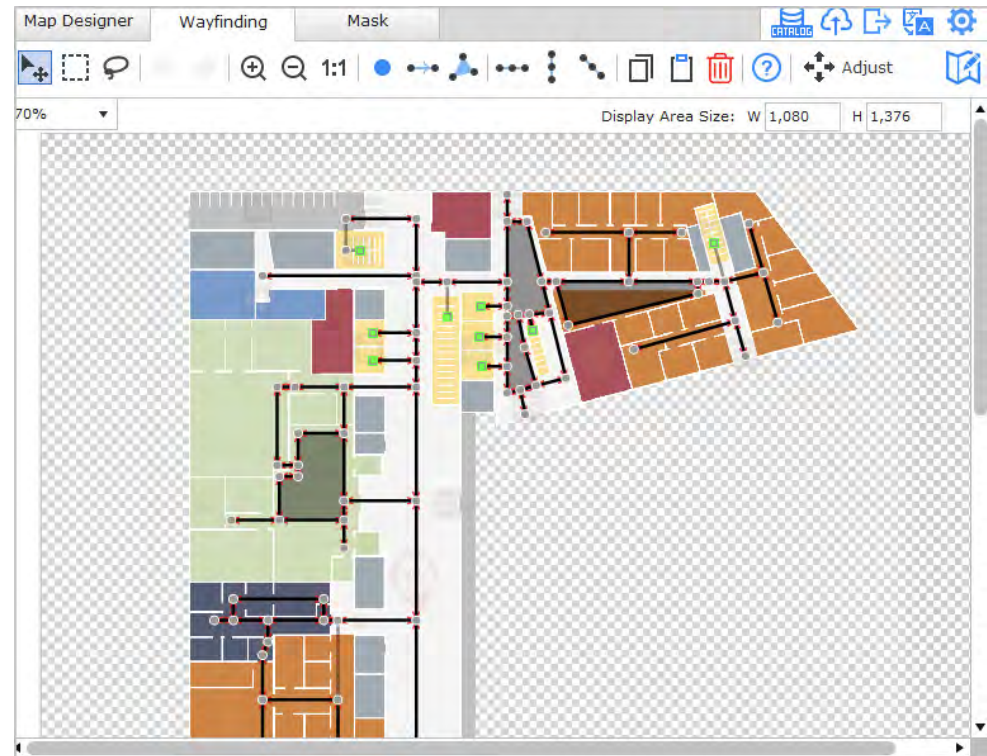 Map Designer Wayfinding Mask
CATALOG
1:1 Adjust
70% Display Area Size: W 1,080 H 1,376